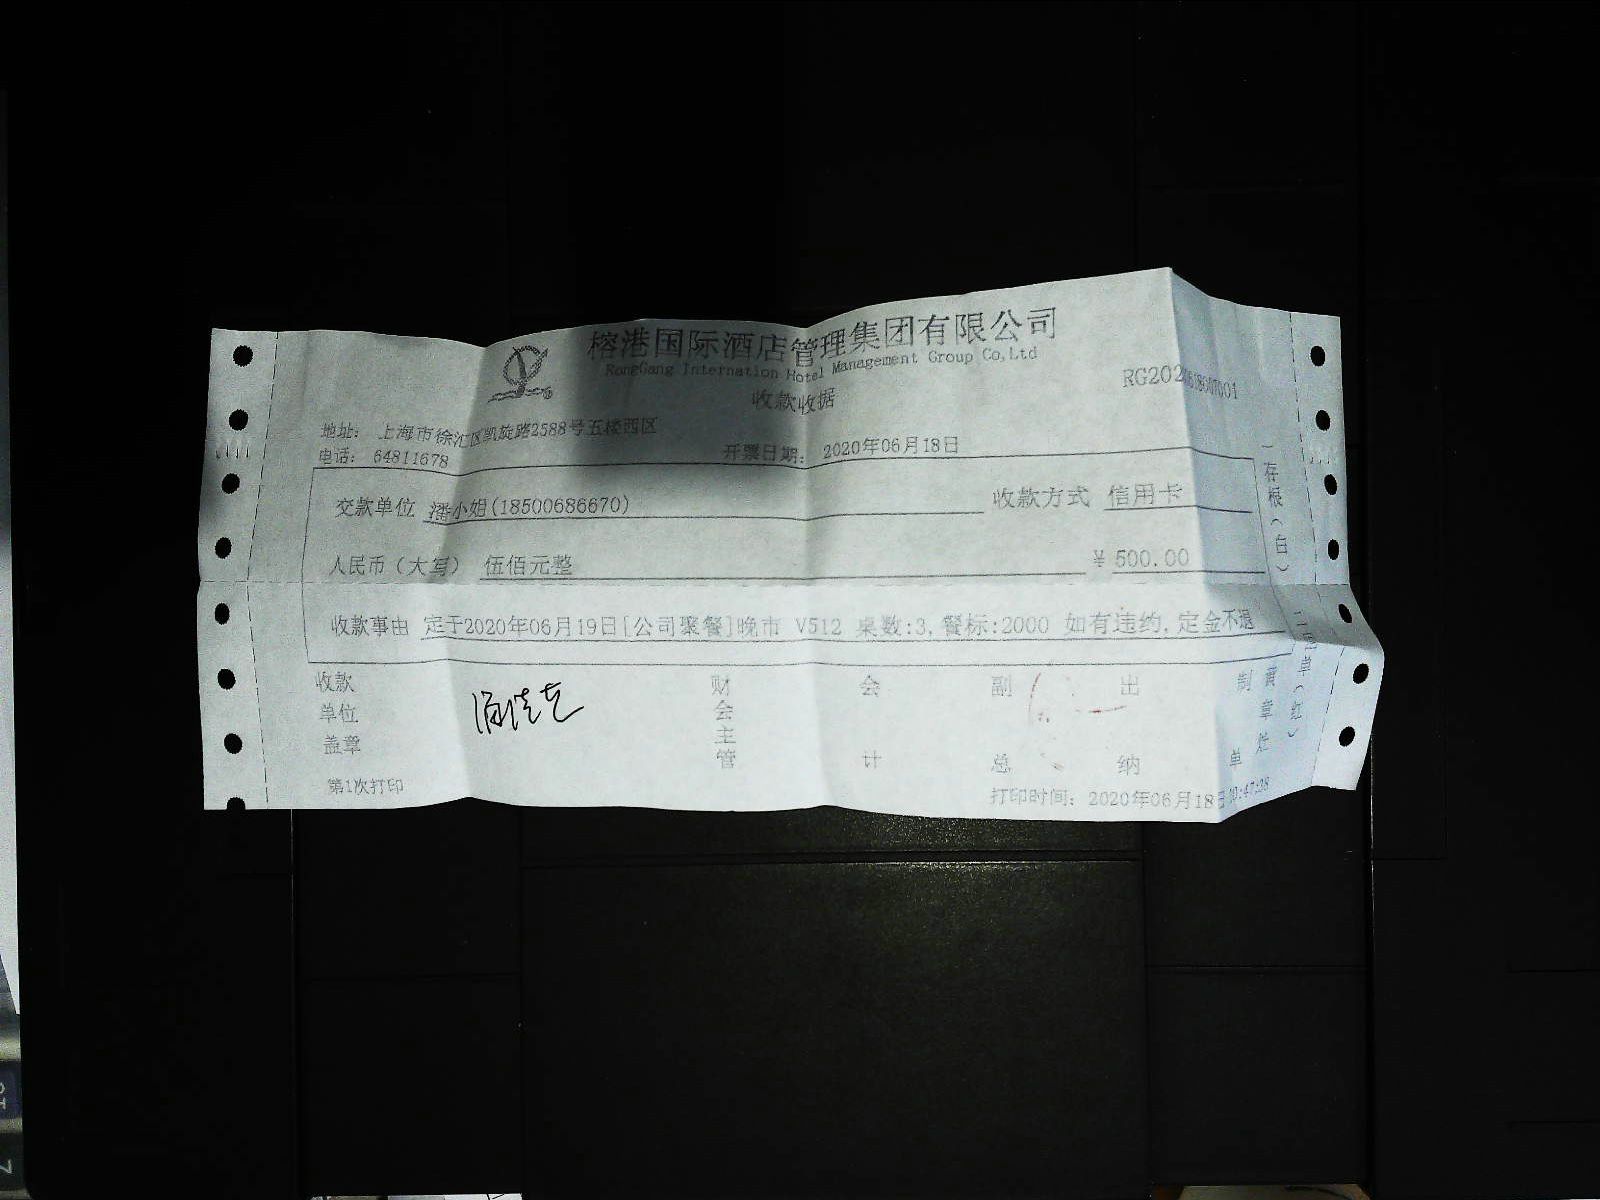 榕港国际酒店管理集团有限公司
RongGang Internation Hotel Management Group Co,Ltd
收款收据
地址： 上海市徐汇区凯旋路2588号五楼西区
电话： 64811678
开票日期： 2020年06月18日
交款单位 潘小姐(18500686670) 收款方式 信用卡
人民币（大写） 伍佰元整 ￥ 500.00
收款事由 定于2020年06月19日[公司聚餐]晚市 V512 桌数:3,餐标:2000 如有违约,定金不退
收款单位盖章
财会主管
会计
副总
出纳
制单
第1次打印
打印时间： 2020年06月18日
一存根（白）